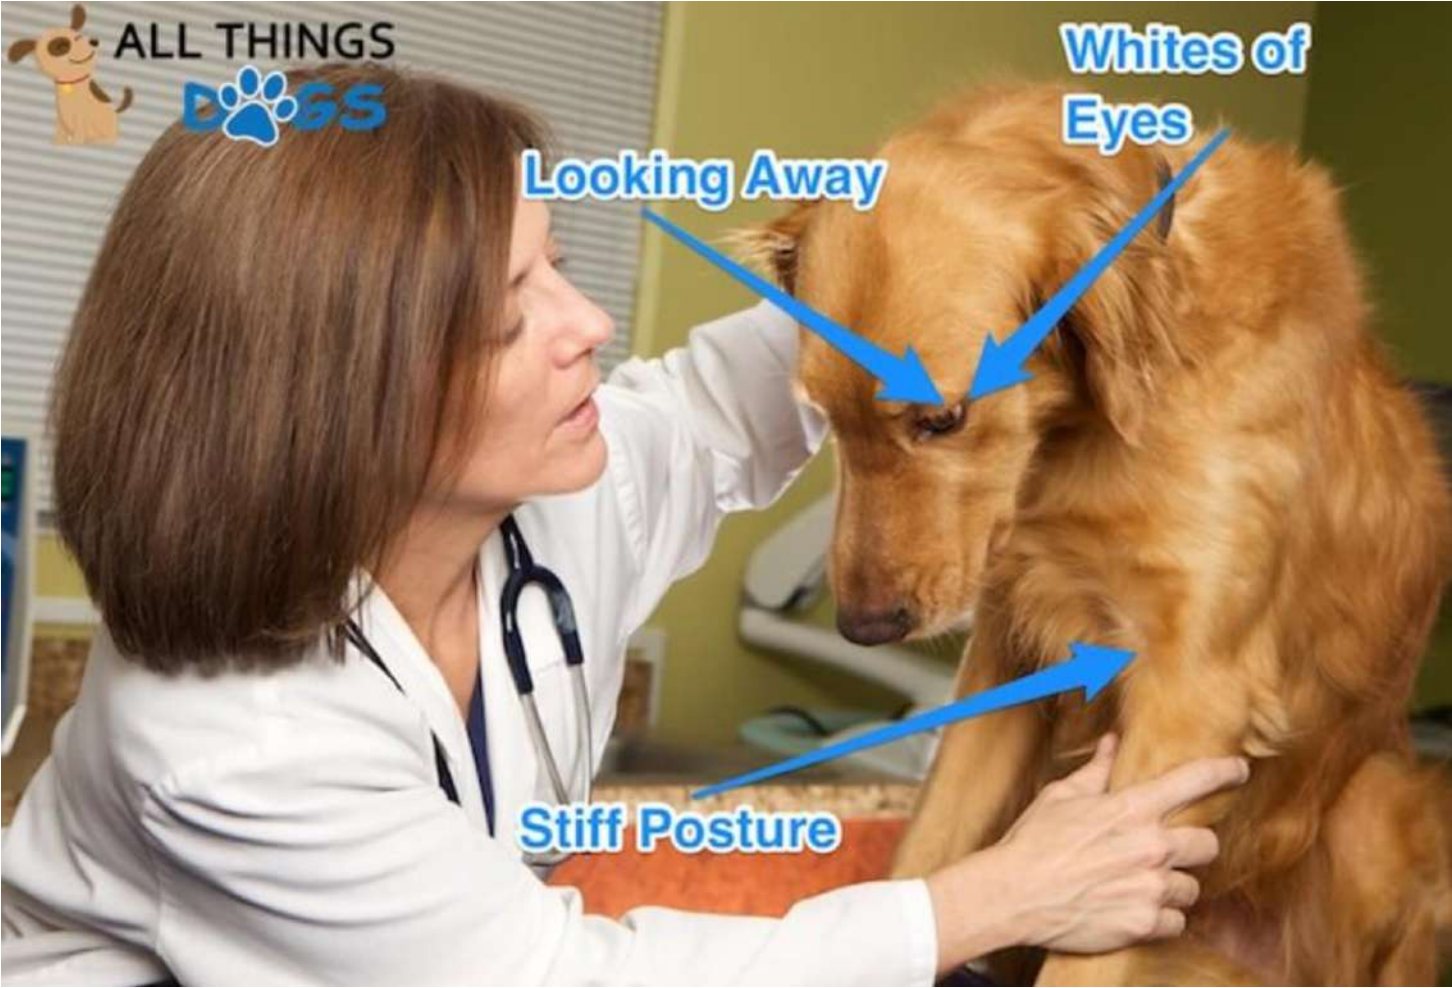 ALL THINGS
DOGS
Whites of
Eyes
Looking Away
Stiff Posture